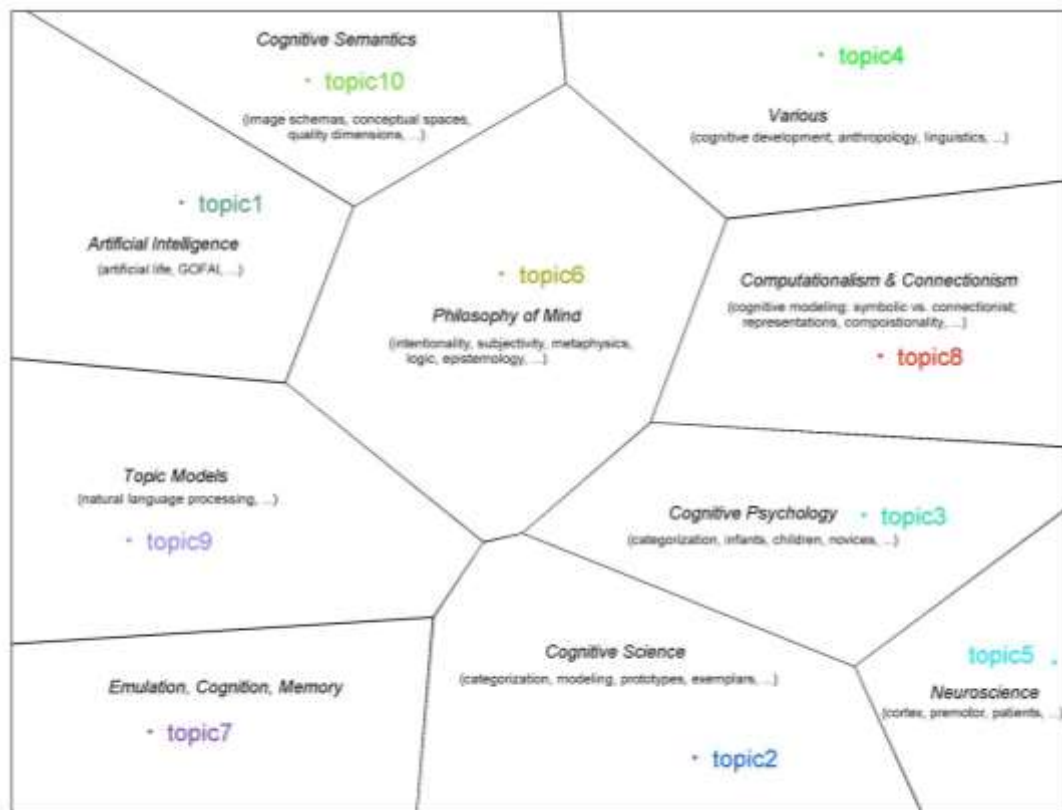 Cognitive Semantics
topic10
(image schemas, conceptual spaces,
quality dimensions, ...)
topic4
Various
(cognitive development, anthropology, linguistics, ...)
topic1
Artificial Intelligence
(artificial life, GOFAI, ...)
topic6
Philosophy of Mind
(intentionality, subjectivity, metaphysics,
logic, epistemology, ...)
Computationalism & Connectionism
(cognitive modeling: symbolic vs. connectionist;
representations, compoistionality, ...)
topic8
Topic Models
(natural language processing, ...)
topic9
Cognitive Psychology
topic3
(categorization, infants, children, novices, ...)
Emulation, Cognition, Memory
topic7
Cognitive Science
(categorization, modeling, prototypes, exemplars, ...)
topic2
topic5
Neuroscience
(cortex, premotor, patients, ...)